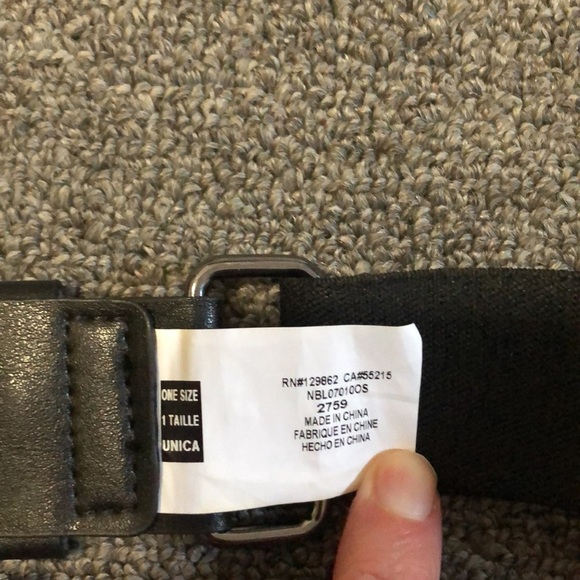 ONE SIZE
1 TAILLE
UNICA
RN#129862 CA#55215
NBL07010OS
2759
MADE IN CHINA
FABRIQUE EN CHINE
HECHO EN CHINA